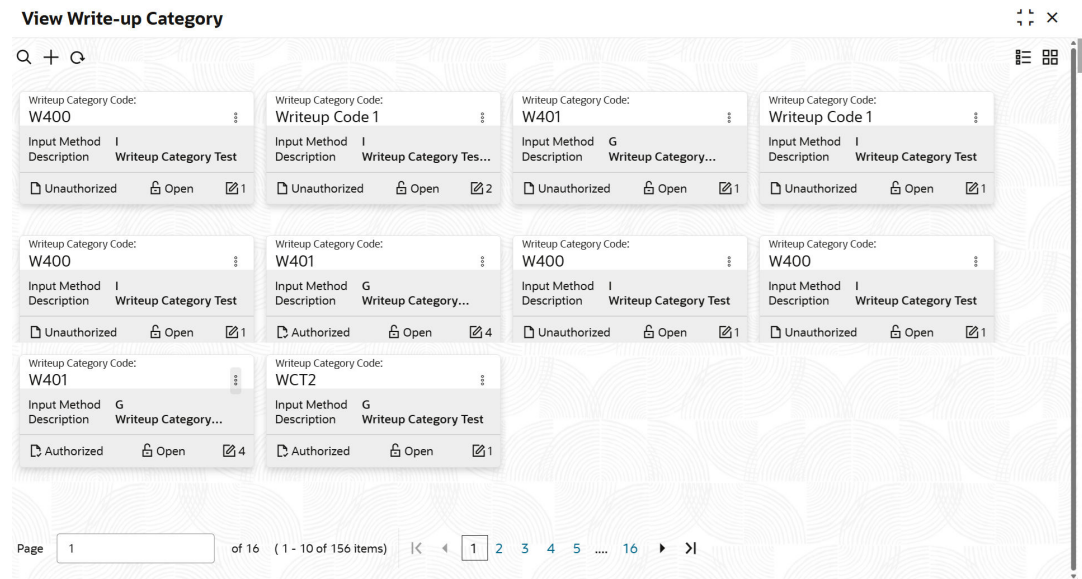 View Write-up Category
Writeup Category Code:
W400
Input Method I
Description Writeup Category Test
Unauthorized Open 1
Writeup Category Code:
Writeup Code 1
Input Method I
Description Writeup Category Tes...
Unauthorized Open 2
Writeup Category Code:
W401
Input Method G
Description Writeup Category...
Unauthorized Open 1
Writeup Category Code:
Writeup Code 1
Input Method I
Description Writeup Category Test
Unauthorized Open 1
Writeup Category Code:
W400
Input Method I
Description Writeup Category Test
Unauthorized Open 1
Writeup Category Code:
W401
Input Method G
Description Writeup Category...
Authorized Open 4
Writeup Category Code:
W400
Input Method I
Description Writeup Category Test
Unauthorized Open 1
Writeup Category Code:
W400
Input Method I
Description Writeup Category Test
Unauthorized Open 1
Writeup Category Code:
W401
Input Method G
Description Writeup Category...
Authorized Open 4
Writeup Category Code:
WCT2
Input Method G
Description Writeup Category Test
Authorized Open 1
Page 1 of 16 ( 1 - 10 of 156 items) 1 2 3 4 5 .... 16